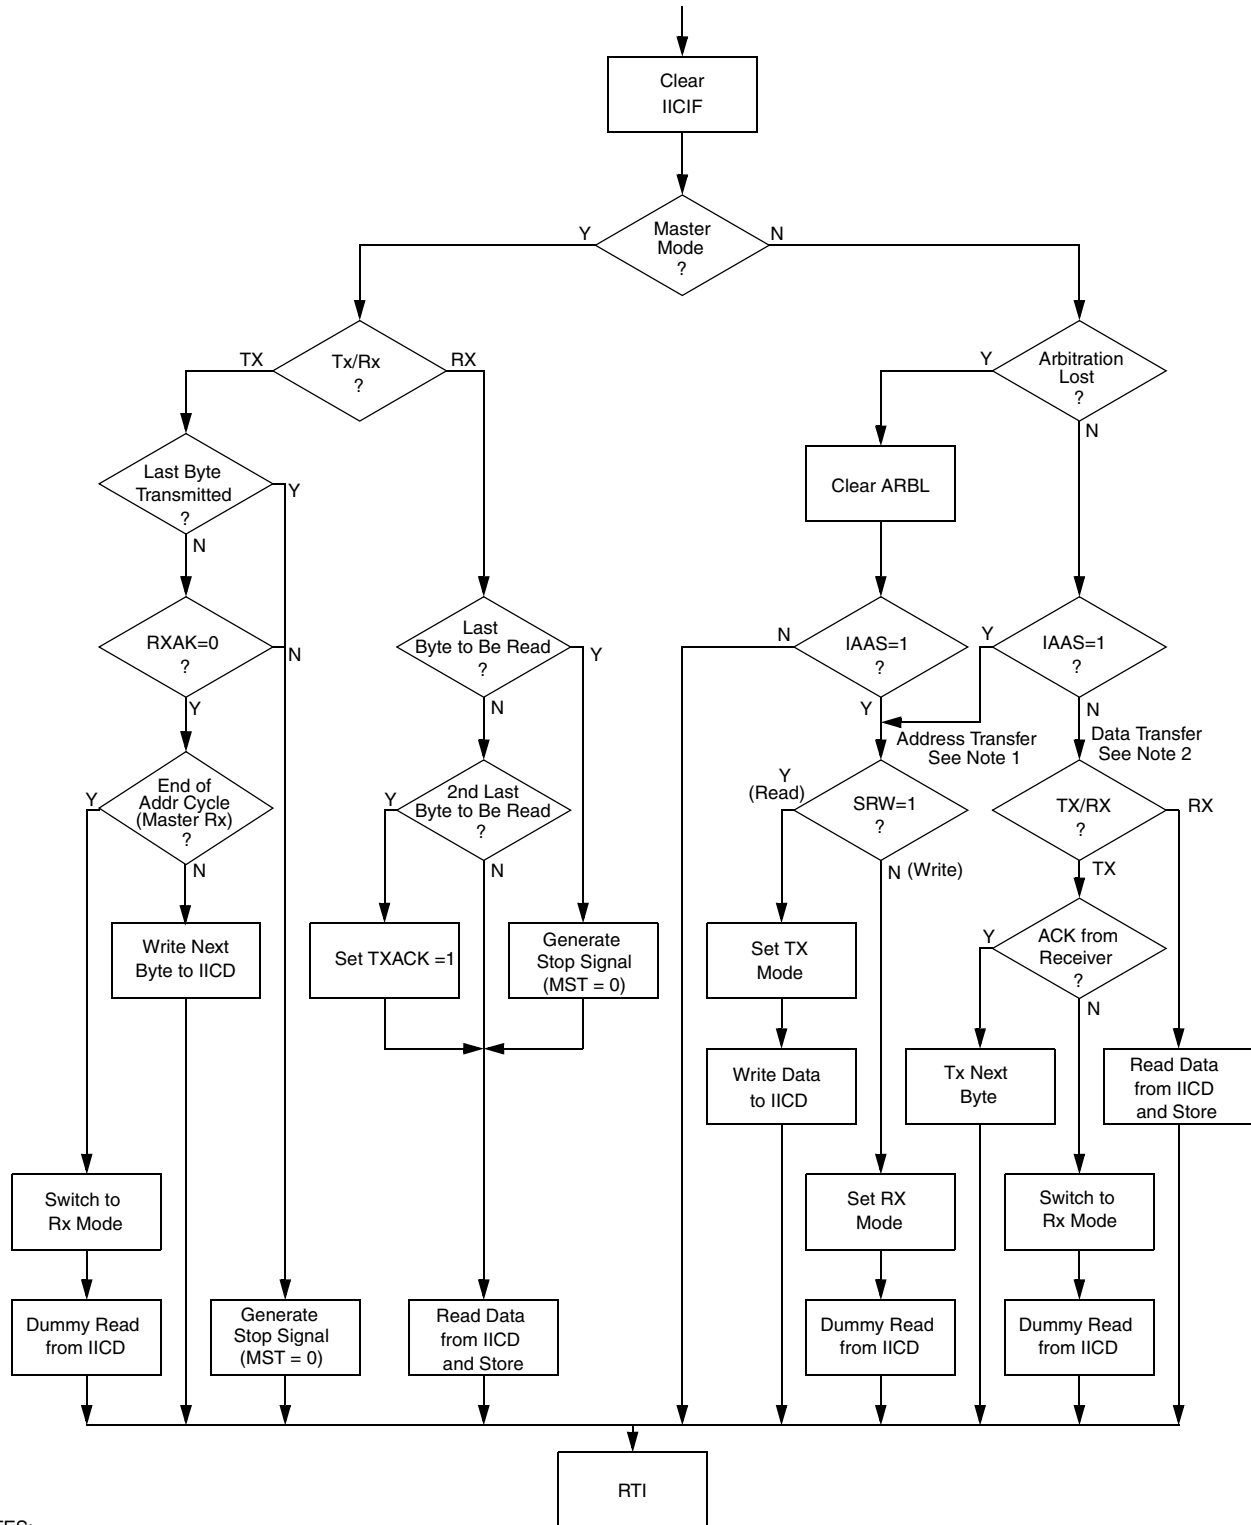 Clear
IICIF
Master
Mode
?
Y
N
Tx/Rx
?
TX
RX
Arbitration
Lost
?
Y
N
Last Byte
Transmitted
?
Y
N
Clear ARBL
RXAK=0
?
N
Y
Last
Byte to Be Read
?
Y
N
IAAS=1
?
N
Y
IAAS=1
?
Y
N
Address Transfer
See Note 1
Data Transfer
See Note 2
End of
Addr Cycle
(Master Rx)
?
Y
N
2nd Last
Byte to Be Read
?
Y
N
Y
(Read)
SRW=1
?
N (Write)
TX/RX
?
RX
TX
Write Next
Byte to IICD
Set TXACK =1
Generate
Stop Signal
(MST = 0)
Set TX
Mode
ACK from
Receiver
?
Y
N
Write Data
to IICD
Tx Next
Byte
Read Data
from IICD
and Store
Switch to
Rx Mode
Set RX
Mode
Switch to
Rx Mode
Dummy Read
from IICD
Generate
Stop Signal
(MST = 0)
Read Data
from IICD
and Store
Dummy Read
from IICD
Dummy Read
from IICD
RTI